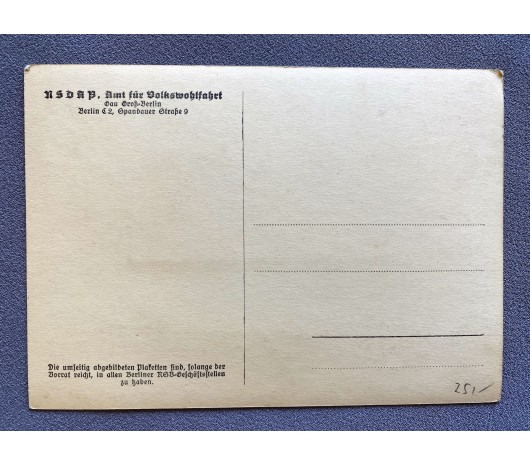 NSDAP, Amt für Volkswohlfahrt
Gau Groß-Berlin
Berlin C 2, Spandauer Straße 9
Die umseitig abgebildeten Plaketten sind, solange der
Vorrat reicht, in allen Berliner NSV-Geschäftsstellen
zu haben.
25,-